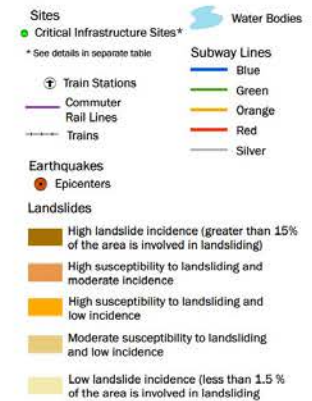 Sites
Critical Infrastructure Sites*
* See details in separate table
T Train Stations
Commuter
Rail Lines
Trains
Earthquakes
Epicenters
Water Bodies
Subway Lines
Blue
Green
Orange
Red
Silver
Landslides
High landslide incidence (greater than 15%
of the area is involved in landsliding)
High susceptibility to landsliding and
moderate incidence
High susceptibility to landsliding and
low incidence
Moderate susceptibility to landsliding
and low incidence
Low landslide incidence (less than 1.5 %
of the area is involved in landsliding